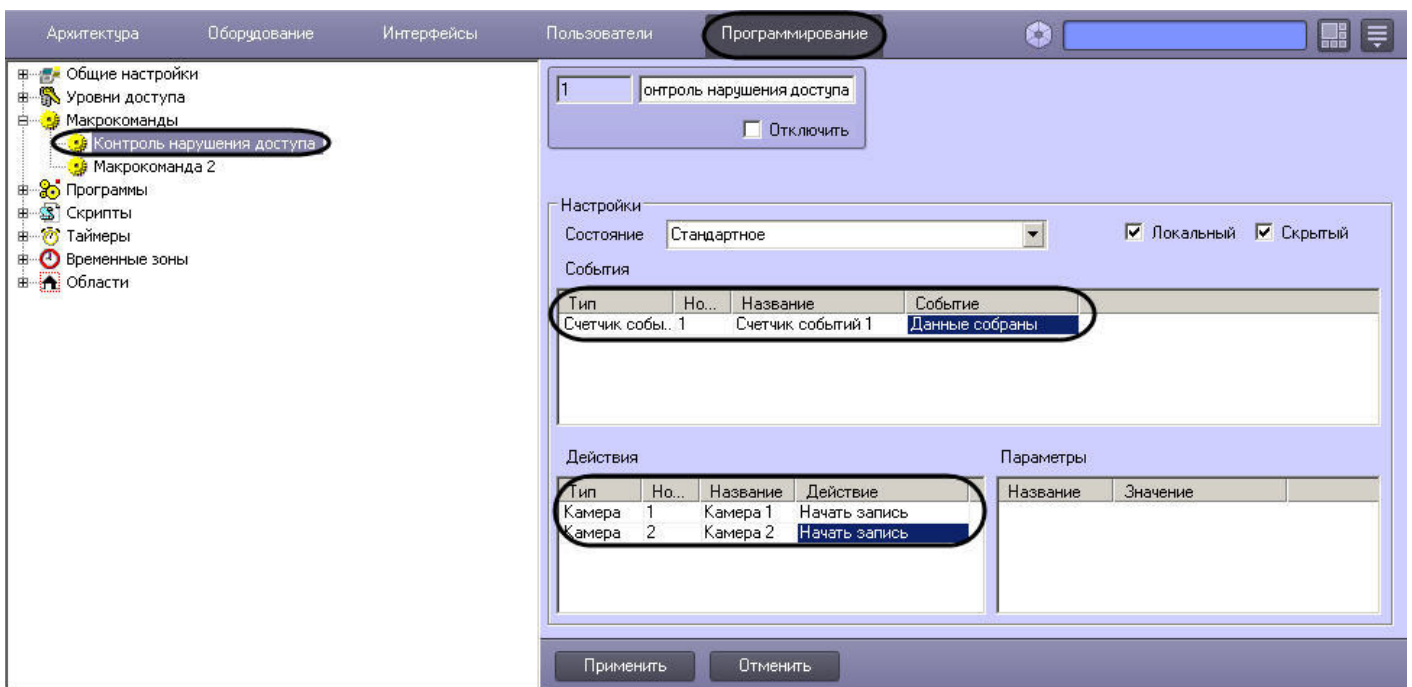 Архитектура Оборудование Интерфейсы Пользователи Программирование
Общие настройки
Уровни доступа
Макрокоманды
Контроль нарушения доступа
Макрокоманда 2
Программы
Скрипты
Таймеры
Временные зоны
Области
1 онтроль нарушения доступа
Отключить
Настройки
Состояние Стандартное Локальный Скрытый
События
Тип Но... Название Событие
Счетчик собы.. 1 Счетчик событий 1 Данные собраны
Действия
Тип Но... Название Действие
Камера 1 Камера 1 Начать запись
Камера 2 Камера 2 Начать запись
Параметры
Название Значение
Применить Отменить